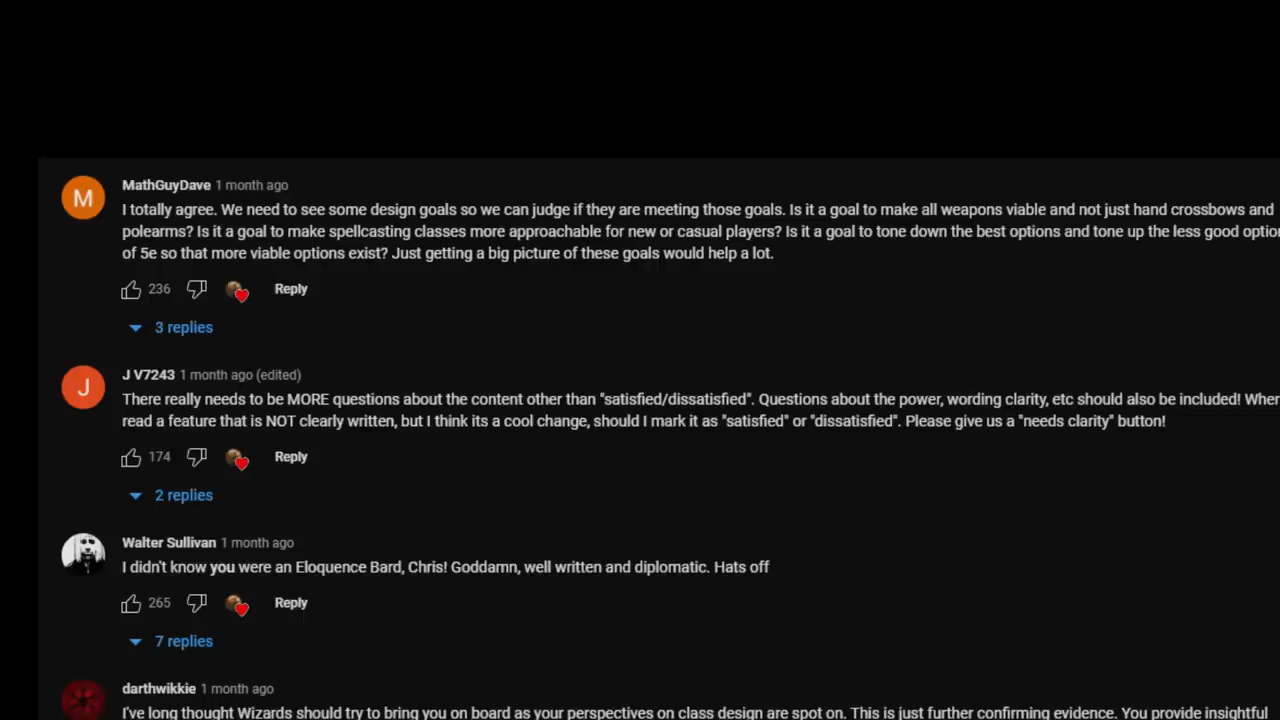 M
MathGuyDave 1 month ago
I totally agree. We need to see some design goals so we can judge if they are meeting those goals. Is it a goal to make all weapons viable and not just hand crossbows and
polearms? Is it a goal to make spellcasting classes more approachable for new or casual players? Is it a goal to tone down the best options and tone up the less good
of 5e so that more viable options exist? Just getting a big picture of these goals would help a lot.
236 Reply
3 replies
J
J V7243 1 month ago (edited)
There really needs to be MORE questions about the content other than "satisfied/dissatisfied". Questions about the power, wording clarity, etc should also be included!
read a feature that is NOT clearly written, but I think its a cool change, should I mark it as "satisfied" or "dissatisfied". Please give us a "needs clarity" button!
174 Reply
2 replies
Walter Sullivan 1 month ago
I didn't know you were an Eloquence Bard, Chris! Goddamn, well written and diplomatic. Hats off
265 Reply
7 replies
darthwikkie 1 month ago
I've long thought Wizards should try to bring you on board as your perspectives on class design are spot on. This is just further confirming evidence. You provide insightful